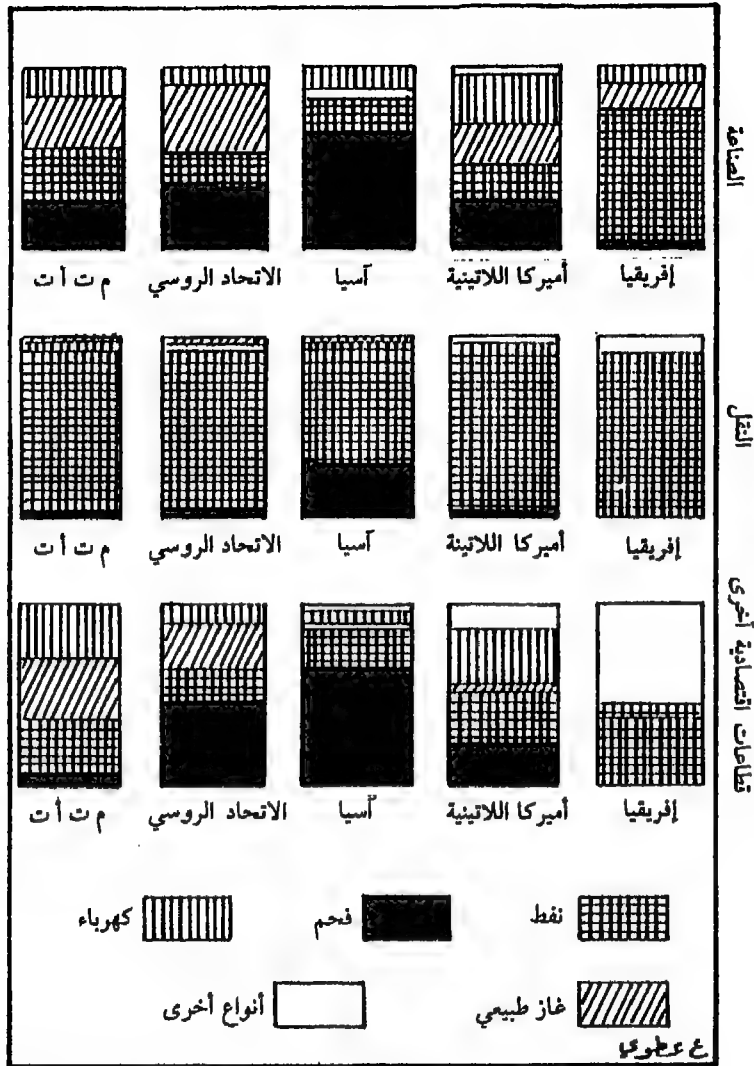 الصناعة
إفريقيا أميركا اللاتينية آسيا الاتحاد الروسي م ت أ ت
النقل
إفريقيا أميركا اللاتينة آسيا الاتحاد الروسي م ت أ ت
قطاعات اقتصادية أخرى
إفريقيا أميركا اللاتينية آسيا الاتحاد الروسي م ت أ ت
نفط فحم كهرباء
غاز طبيعي أنواع أخرى